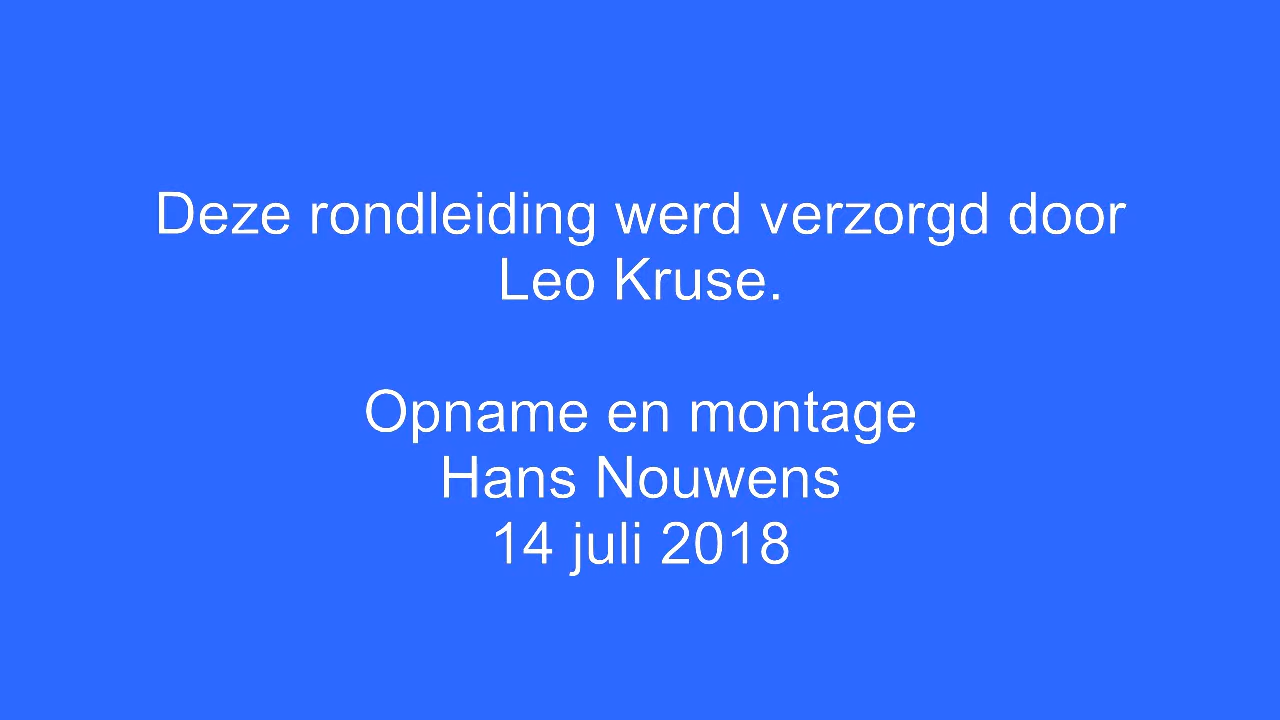 Deze rondleiding werd verzorgd door
Leo Kruse.
Opname en montage
Hans Nouwens
14 juli 2018